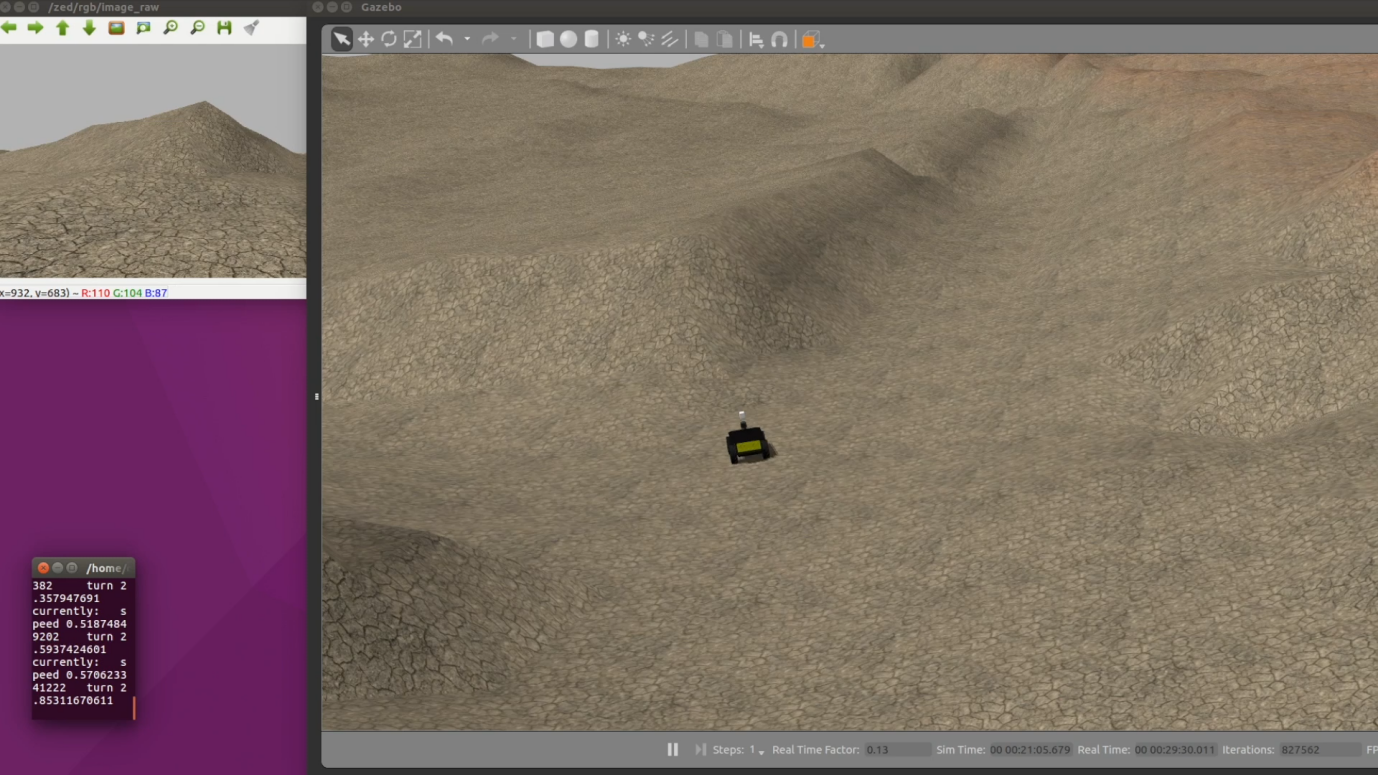 /zed/rgb/image_raw
Gazebo
x=932, y=683) ~ R:110 G:104 B:87
/home/
382 turn 2
.357947691
currently: s
peed 0.5187484
9202 turn 2
.5937424601
currently: s
peed 0.5706233
41222 turn 2
.85311670611
Steps: 1 Real Time Factor: 0.13 Sim Time: 00 00:21:05.679 Real Time: 00 00:29:30.011 Iterations: 827562 FP